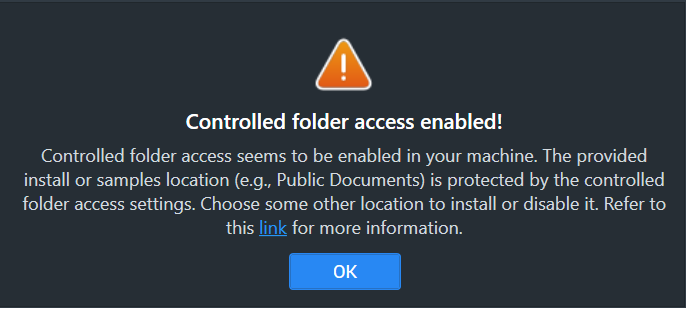 Controlled folder access enabled!
Controlled folder access seems to be enabled in your machine. The provided
install or samples location (e.g., Public Documents) is protected by the controlled
folder access settings. Choose some other location to install or disable it. Refer to
this link for more information.
OK